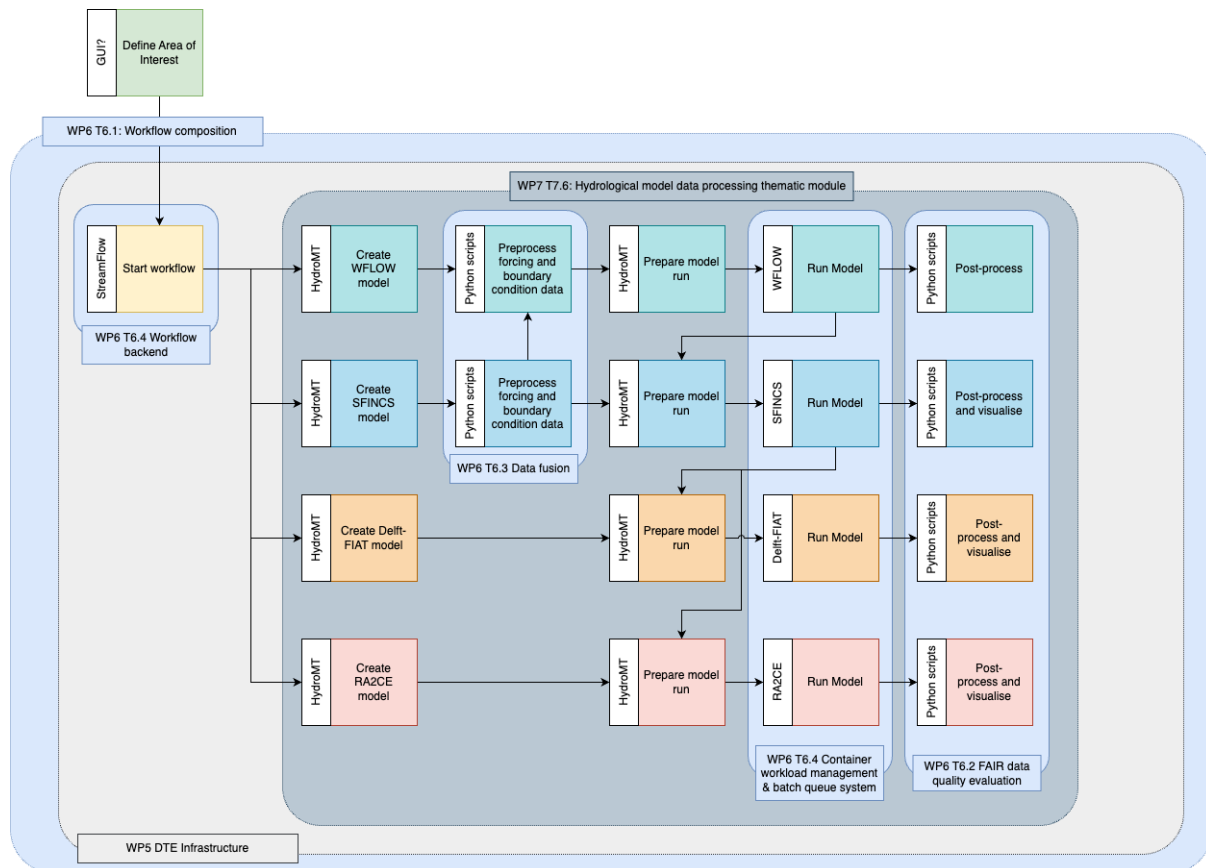 GUI?
Define Area of
Interest
WP6 T6.1: Workflow composition
WP7 T7.6: Hydrological model data processing thematic module
StreamFlow
Start workflow
WP6 T6.4 Workflow
backend
HydroMT
Create
WFLOW
model
Python scripts
Preprocess
forcing and
boundary
condition data
HydroMT
Prepare model
run
WFLOW
Run Model
Python scripts
Post-process
HydroMT
Create
SFINCS
model
Python scripts
Preprocess
forcing and
boundary
condition data
HydroMT
Prepare model
run
SFINCS
Run Model
Python scripts
Post-process
and visualise
WP6 T6.3 Data fusion
HydroMT
Create Delft-
FIAT model
HydroMT
Prepare model
run
Delft-FIAT
Run Model
Python scripts
Post-
process and
visualise
HydroMT
Create
RA2CE
model
HydroMT
Prepare model
run
RA2CE
Run Model
Python scripts
Post-
process and
visualise
WP6 T6.4 Container
workload management
& batch queue system
WP6 T6.2 FAIR data
quality evaluation
WP5 DTE Infrastructure